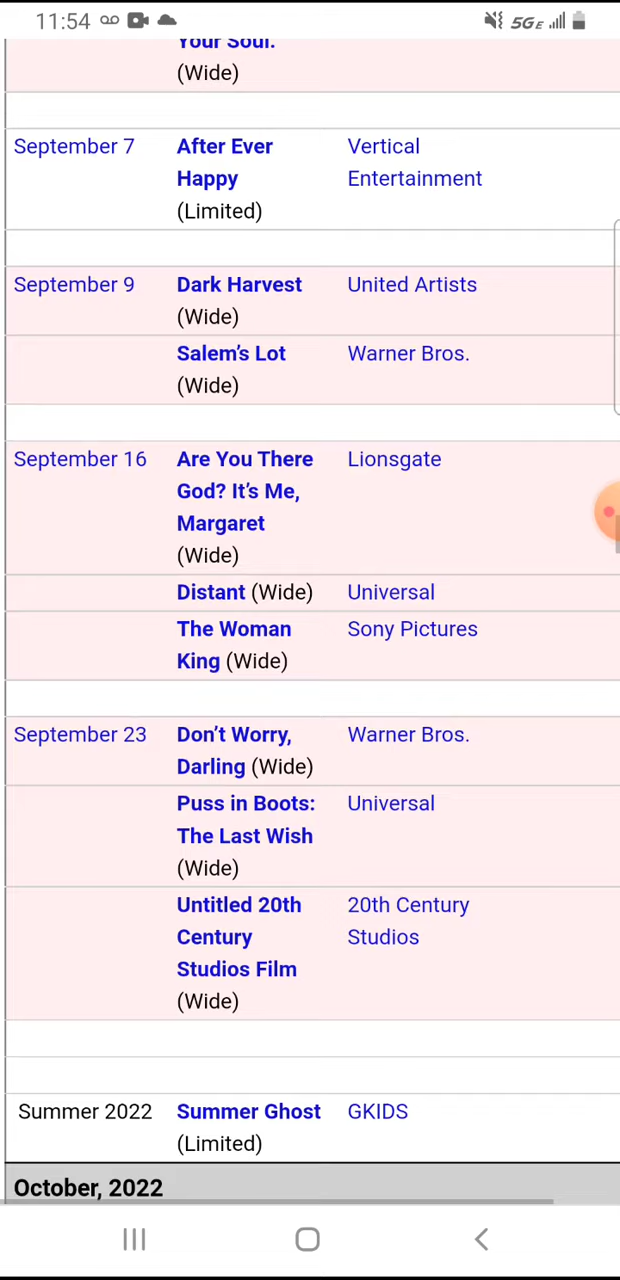 11:54 5GE
Your Soul.
(Wide)
September 7 After Ever Vertical
Happy Entertainment
(Limited)
September 9 Dark Harvest United Artists
(Wide)
Salem’s Lot Warner Bros.
(Wide)
September 16 Are You There Lionsgate
God? It’s Me,
Margaret
(Wide)
Distant (Wide) Universal
The Woman Sony Pictures
King (Wide)
September 23 Don’t Worry, Warner Bros.
Darling (Wide)
Puss in Boots: Universal
The Last Wish
(Wide)
Untitled 20th 20th Century
Century Studios
Studios Film
(Wide)
Summer 2022 Summer Ghost GKIDS
(Limited)
October, 2022